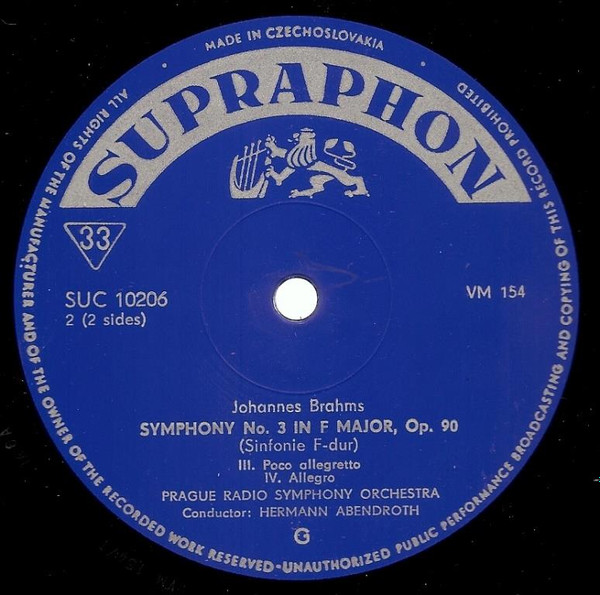 MADE IN CZECHOSLOVAKIA
ALL RIGHTS OF THE MANUFACTURER AND OF THE OWNER OF THE RECORDED WORK RESERVED • UNAUTHORIZED PUBLIC PERFORMANCE BROADCASTING AND COPYING OF THIS RECORD PROHIBITED
SUPRAPHON
33
SUC 10206
2 (2 sides)
VM 154
Johannes Brahms
SYMPHONY No. 3 IN F MAJOR, Op. 90
(Sinfonie F-dur)
III. Poco allegretto
IV. Allegro
PRAGUE RADIO SYMPHONY ORCHESTRA
Conductor: HERMANN ABENDROTH
G